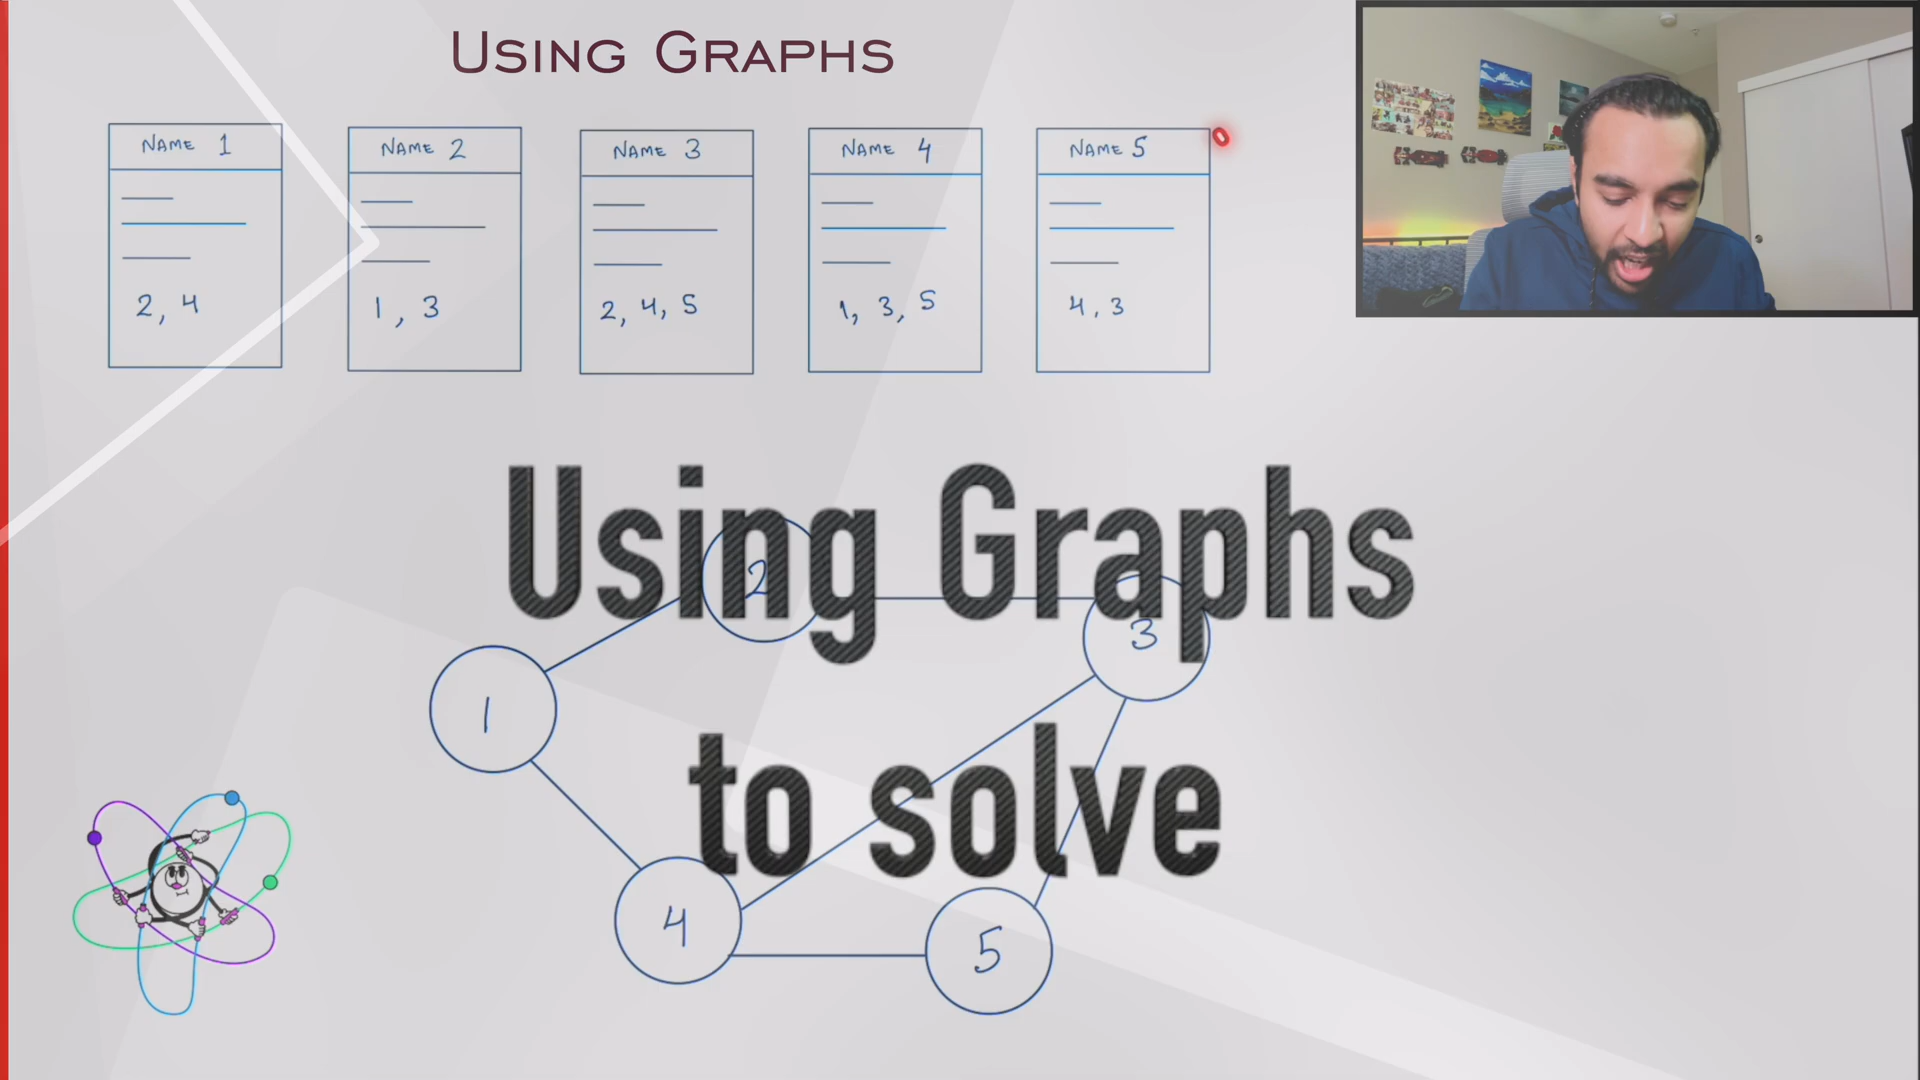 USING GRAPHS
NAME 1
NAME 2
NAME 3
NAME 4
NAME 5
2, 4
1, 3
2, 4, 5
1, 3, 5
4, 3
Using Graphs
to solve
2
3
1
4
5